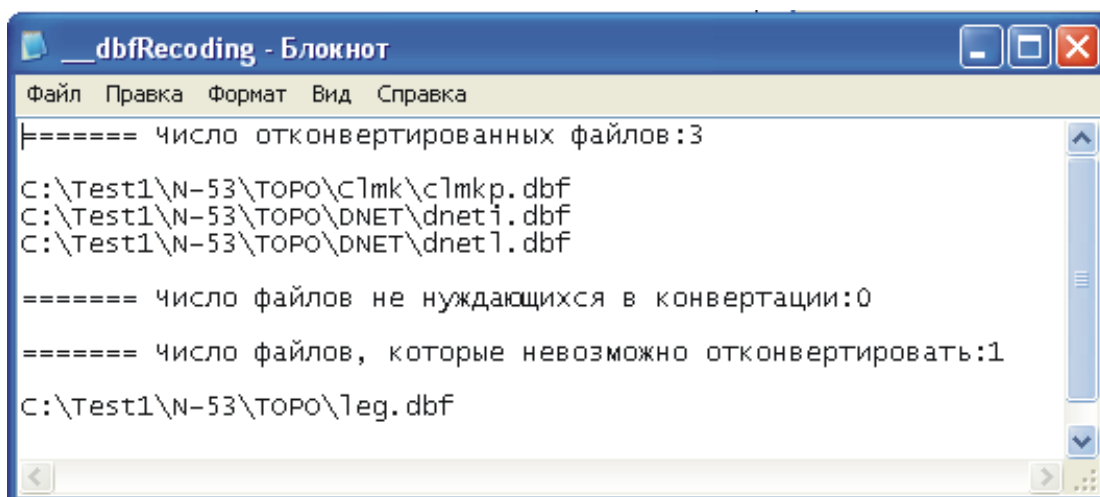 __dbfRecoding - Блокнот
Файл Правка Формат Вид Справка
======= Число отконвертированных файлов:3
C:\Test1\N-53\TOPO\Clmk\clmkp.dbf
C:\Test1\N-53\TOPO\DNET\dneti.dbf
C:\Test1\N-53\TOPO\DNET\dnetl.dbf
======= Число файлов не нуждающихся в конвертации:0
======= Число файлов, которые невозможно отконвертировать:1
C:\Test1\N-53\TOPO\leg.dbf